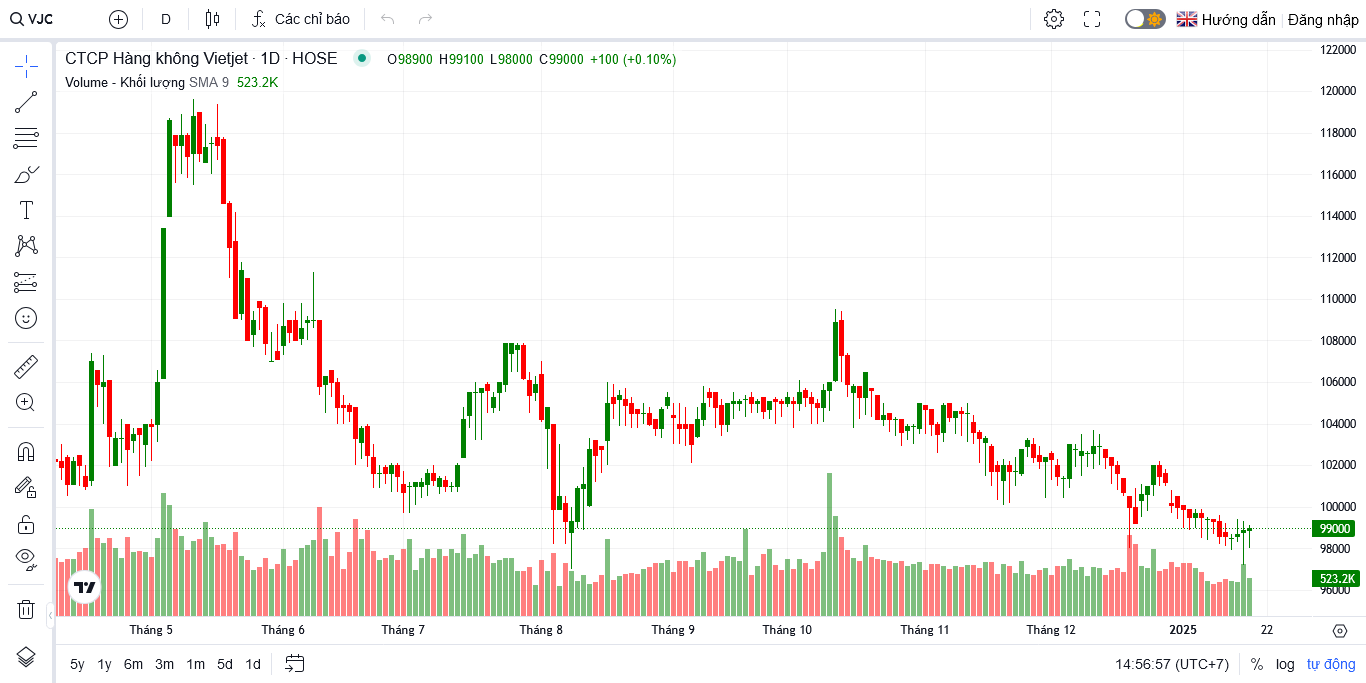 VJC D Các chỉ báo Hướng dẫn Đăng nhập
CTCP Hàng không Vietjet · 1D · HOSE O98900 H99100 L98000 C99000 +100 (+0.10%)
Volume - Khối lượng SMA 9 523.2K
122000
120000
118000
116000
114000
112000
110000
108000
106000
104000
102000
100000
99000
98000
523.2K
96000
Tháng 5 Tháng 6 Tháng 7 Tháng 8 Tháng 9 Tháng 10 Tháng 11 Tháng 12 2025 22
5y 1y 6m 3m 1m 5d 1d 14:56:57 (UTC+7) % log tự động